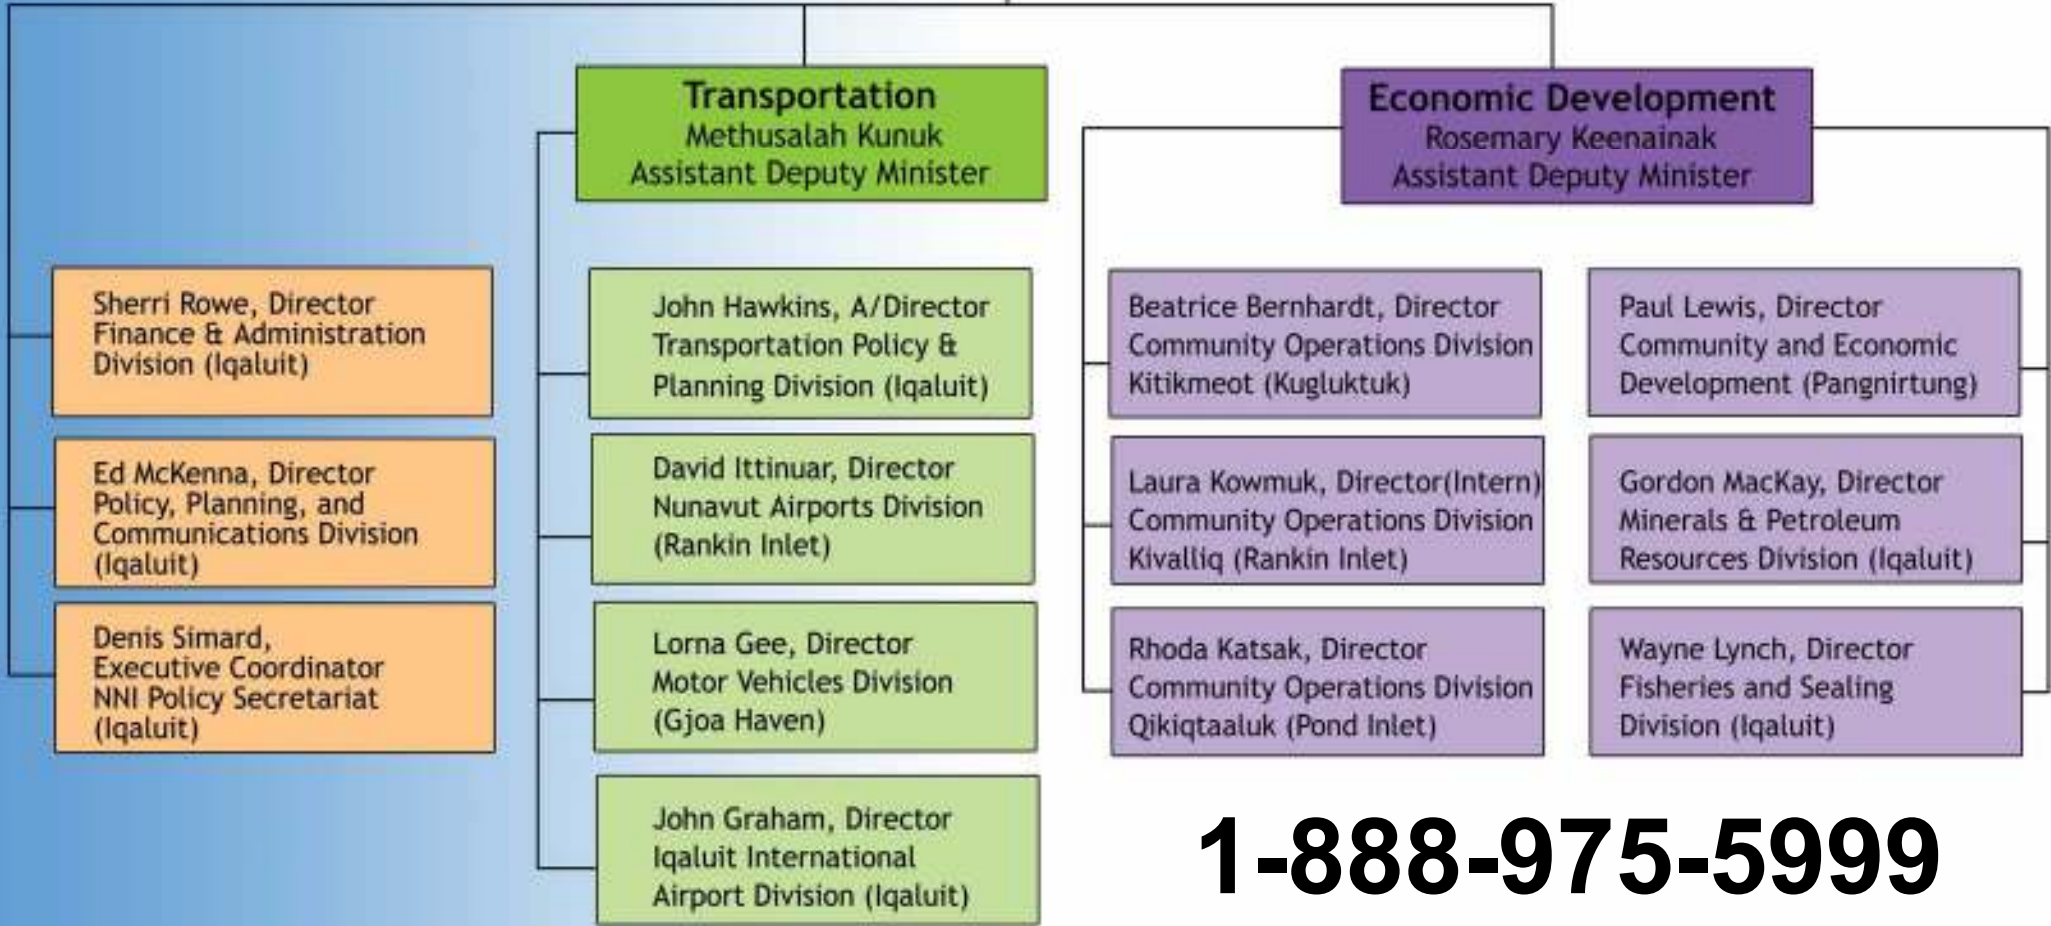 Transportation
Methusalah Kunuk
Assistant Deputy Minister
Economic Development
Rosemary Keenainak
Assistant Deputy Minister
Sherri Rowe, Director
Finance & Administration
Division (Iqaluit)
Ed McKenna, Director
Policy, Planning, and
Communications Division
(Iqaluit)
Denis Simard,
Executive Coordinator
NNI Policy Secretariat
(Iqaluit)
John Hawkins, A/Director
Transportation Policy &
Planning Division (Iqaluit)
David Ittinuar, Director
Nunavut Airports Division
(Rankin Inlet)
Lorna Gee, Director
Motor Vehicles Division
(Gjoa Haven)
John Graham, Director
Iqaluit International
Airport Division (Iqaluit)
Beatrice Bernhardt, Director
Community Operations Division
Kitikmeot (Kugluktuk)
Laura Kowmuk, Director(Intern)
Community Operations Division
Kivalliq (Rankin Inlet)
Rhoda Katsak, Director
Community Operations Division
Qikiqtaaluk (Pond Inlet)
Paul Lewis, Director
Community and Economic
Development (Pangnirtung)
Gordon MacKay, Director
Minerals & Petroleum
Resources Division (Iqaluit)
Wayne Lynch, Director
Fisheries and Sealing
Division (Iqaluit)
1-888-975-5999